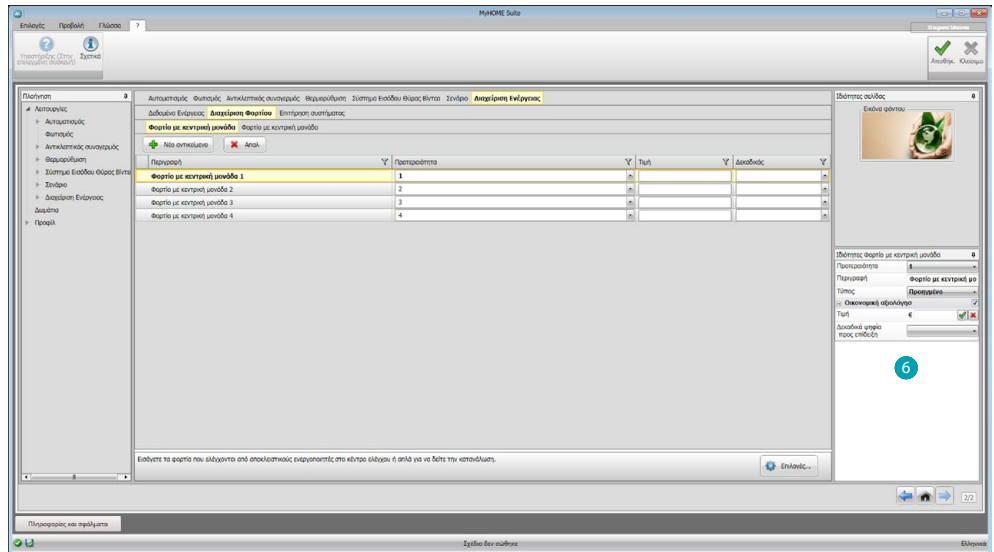 MyHOME Suite
Επιλογές Προβολή Γλώσσα ?
Υποστήριξης (Στην επιλεγμένη συσκευή)
Σχετικά
Αποθήκ. Κλείσιμο
Πλοήγηση
Λειτουργίες
Αυτοματισμός
Φωτισμός
Αντικλεπτικός συναγερμός
Θερμορύθμιση
Σύστημα Εισόδου Θύρας Βίντε
Σενάριο
Διαχείριση Ενέργειας
Δωμάτια
Προφίλ
Αυτοματισμός Φωτισμός Αντικλεπτικός συναγερμός Θερμορύθμιση Σύστημα Εισόδου Θύρας Βίντεο Σενάριο Διαχείριση Ενέργειας
Δεδομένα Ενέργειας Διαχείριση Φορτίου Επιτήρηση συστήματος
Φορτίο με κεντρική μονάδα Φορτίο με κεντρική μονάδα
Νέο αντικείμενο Απαλ
Περιγραφή Προτεραιότητα Τιμή Δεκαδικός
Φορτίο με κεντρική μονάδα 1 1
Φορτίο με κεντρική μονάδα 2 2
Φορτίο με κεντρική μονάδα 3 3
Φορτίο με κεντρική μονάδα 4 4
Εισάγετε τα φορτία που ελέγχονται από αποκλειστικούς ενεργοποιητές στο κέντρο ελέγχου ή απλά για να δείτε την κατανάλωση.
Επιλογές...
Ιδιότητες σελίδας
Εικόνα φόντου
Ιδιότητες Φορτίο με κεντρική μονάδα
Προτεραιότητα 1
Περιγραφή Φορτίο με κεντρική μο
Τύπος Προηγμένο
Οικονομική αξιολόγησ
Τιμή €
Δεκαδικά ψηφία προς επίδειξη
6
2/2
Πληροφορίες και σφάλματα
Σχέδιο δεν σώθηκε Ελληνικά